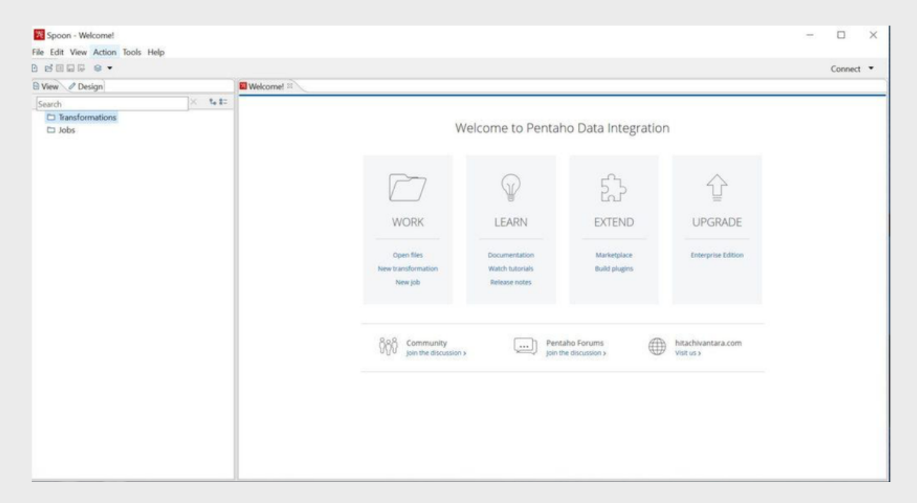 Spoon - Welcome!
File Edit View Action Tools Help
Connect
View Design
Welcome!
Search
Transformations
Jobs
Welcome to Pentaho Data Integration
WORK
Open files
New transformation
New job
LEARN
Documentation
Watch tutorials
Release notes
EXTEND
Marketplace
Build plugins
UPGRADE
Enterprise Edition
Community
Join the discussion ›
Pentaho Forums
Join the discussion ›
hitachivantara.com
Visit us ›